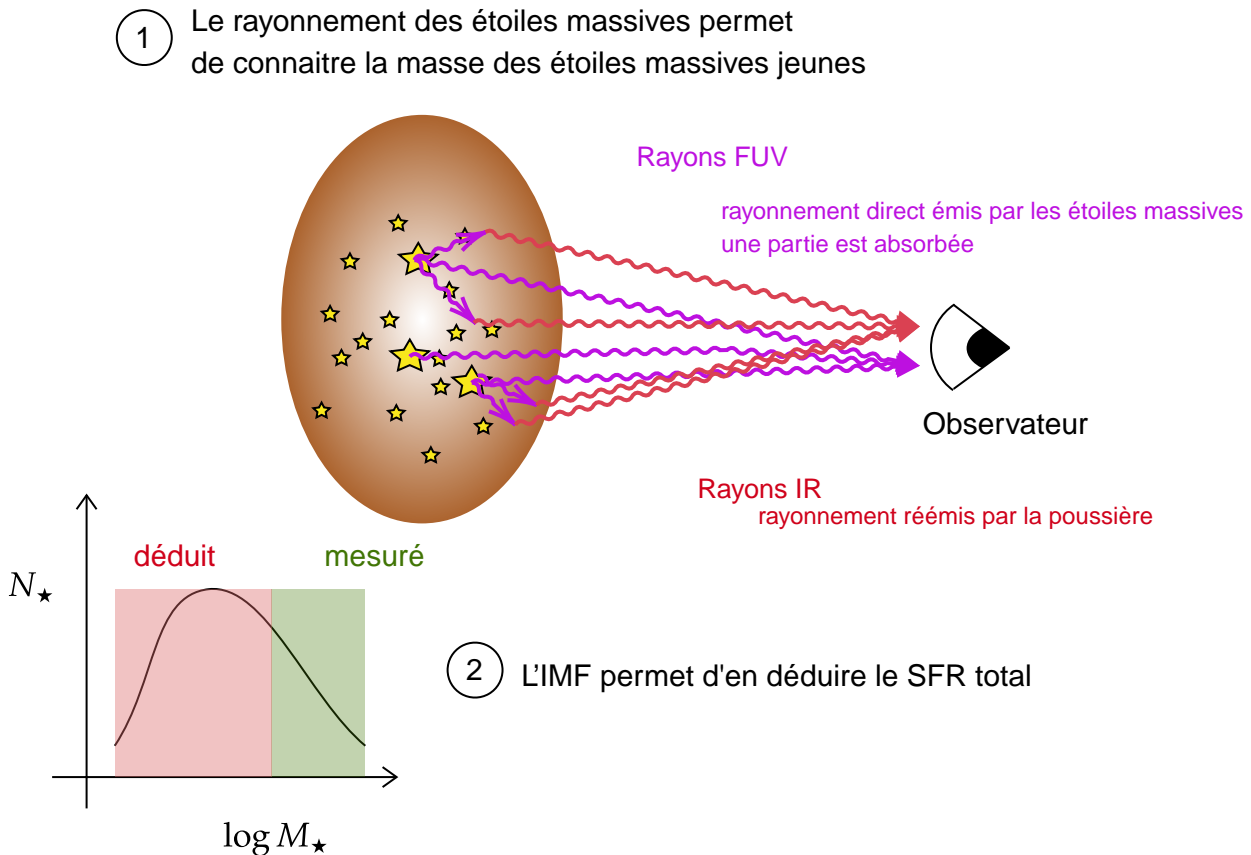 1
Le rayonnement des étoiles massives permet
de connaitre la masse des étoiles massives jeunes
Rayons FUV
rayonnement direct émis par les étoiles massives
une partie est absorbée
Observateur
Rayons IR
rayonnement réémis par la poussière
déduit
mesuré
N★
2
L'IMF permet d'en déduire le SFR total
log M★